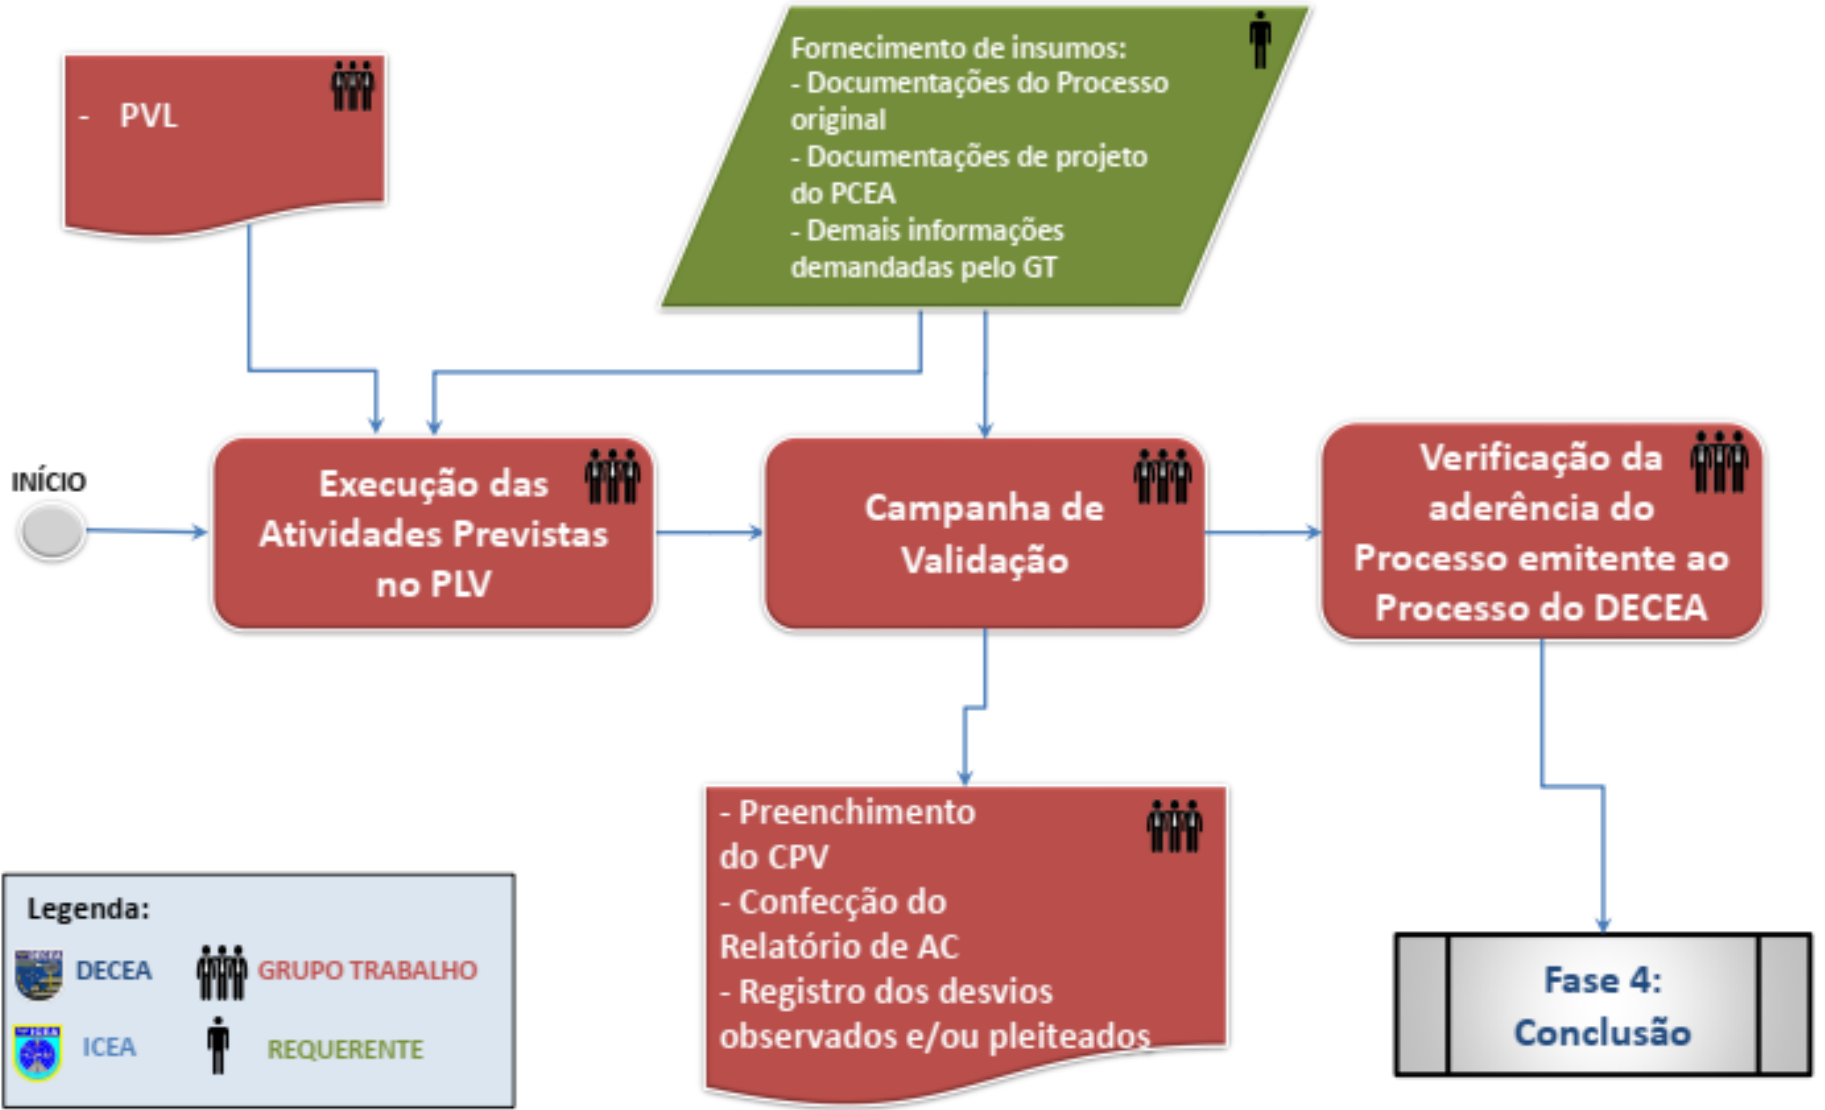 - PVL
Fornecimento de insumos:
- Documentações do Processo
original
- Documentações de projeto
do PCEA
- Demais informações
demandadas pelo GT
INÍCIO
Execução das
Atividades Previstas
no PLV
Campanha de
Validação
Verificação da
aderência do
Processo emitente ao
Processo do DECEA
- Preenchimento
do CPV
- Confecção do
Relatório de AC
- Registro dos desvios
observados e/ou pleiteados
Fase 4:
Conclusão
Legenda:
DECEA
GRUPO TRABALHO
ICEA
REQUERENTE